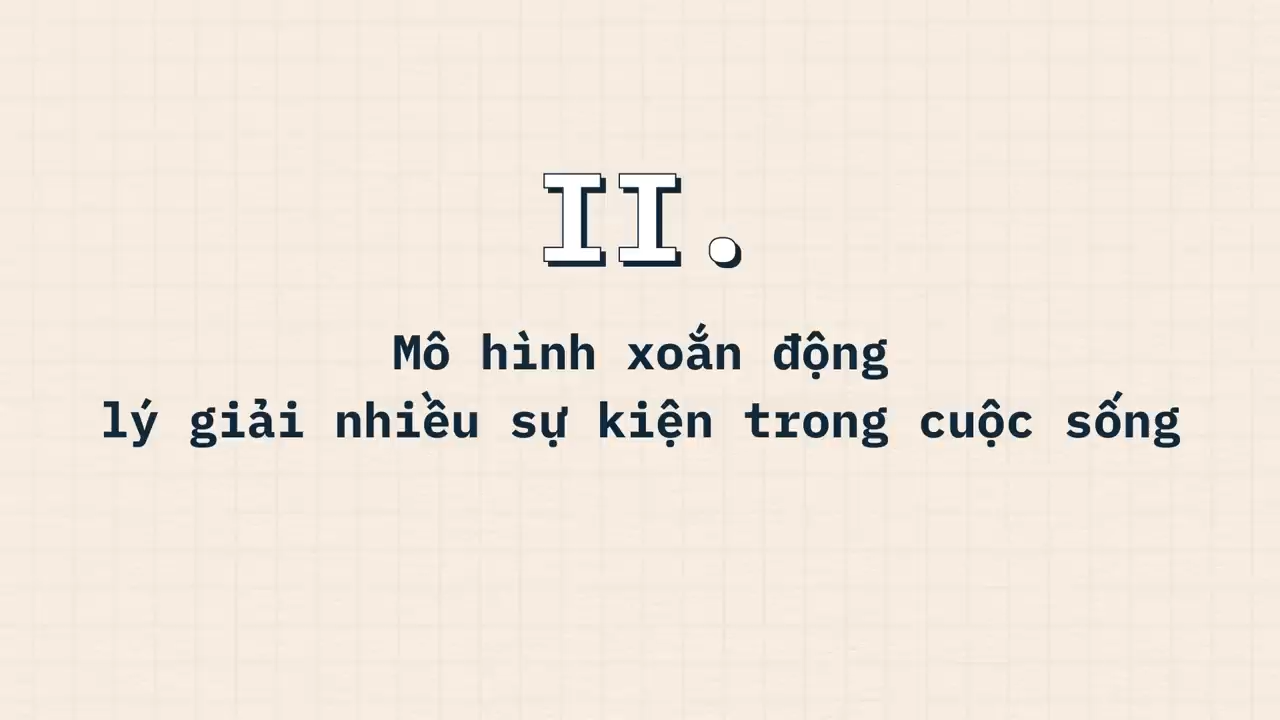 II.
Mô hình xoắn động
lý giải nhiều sự kiện trong cuộc sống